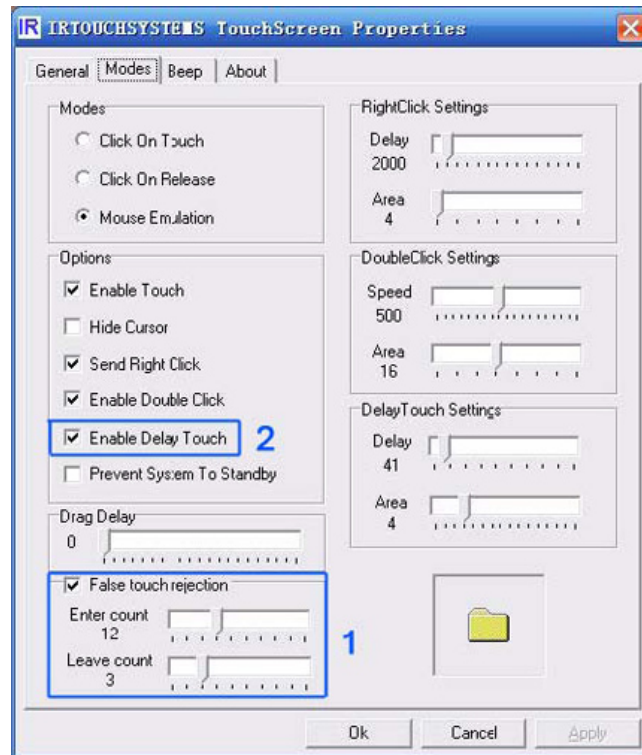 IR IRTOUCHSYSTEMS TouchScreen Properties
General Modes Beep About
Modes
Click On Touch
Click On Release
Mouse Emulation
Options
Enable Touch
Hide Cursor
Send Right Click
Enable Double Click
Enable Delay Touch 2
Prevent System To Standby
Drag Delay
0
False touch rejection
Enter count
12
Leave count
3
1
RightClick Settings
Delay
2000
Area
4
DoubleClick Settings
Speed
500
Area
16
DelayTouch Settings
Delay
41
Area
4
Ok Cancel Apply